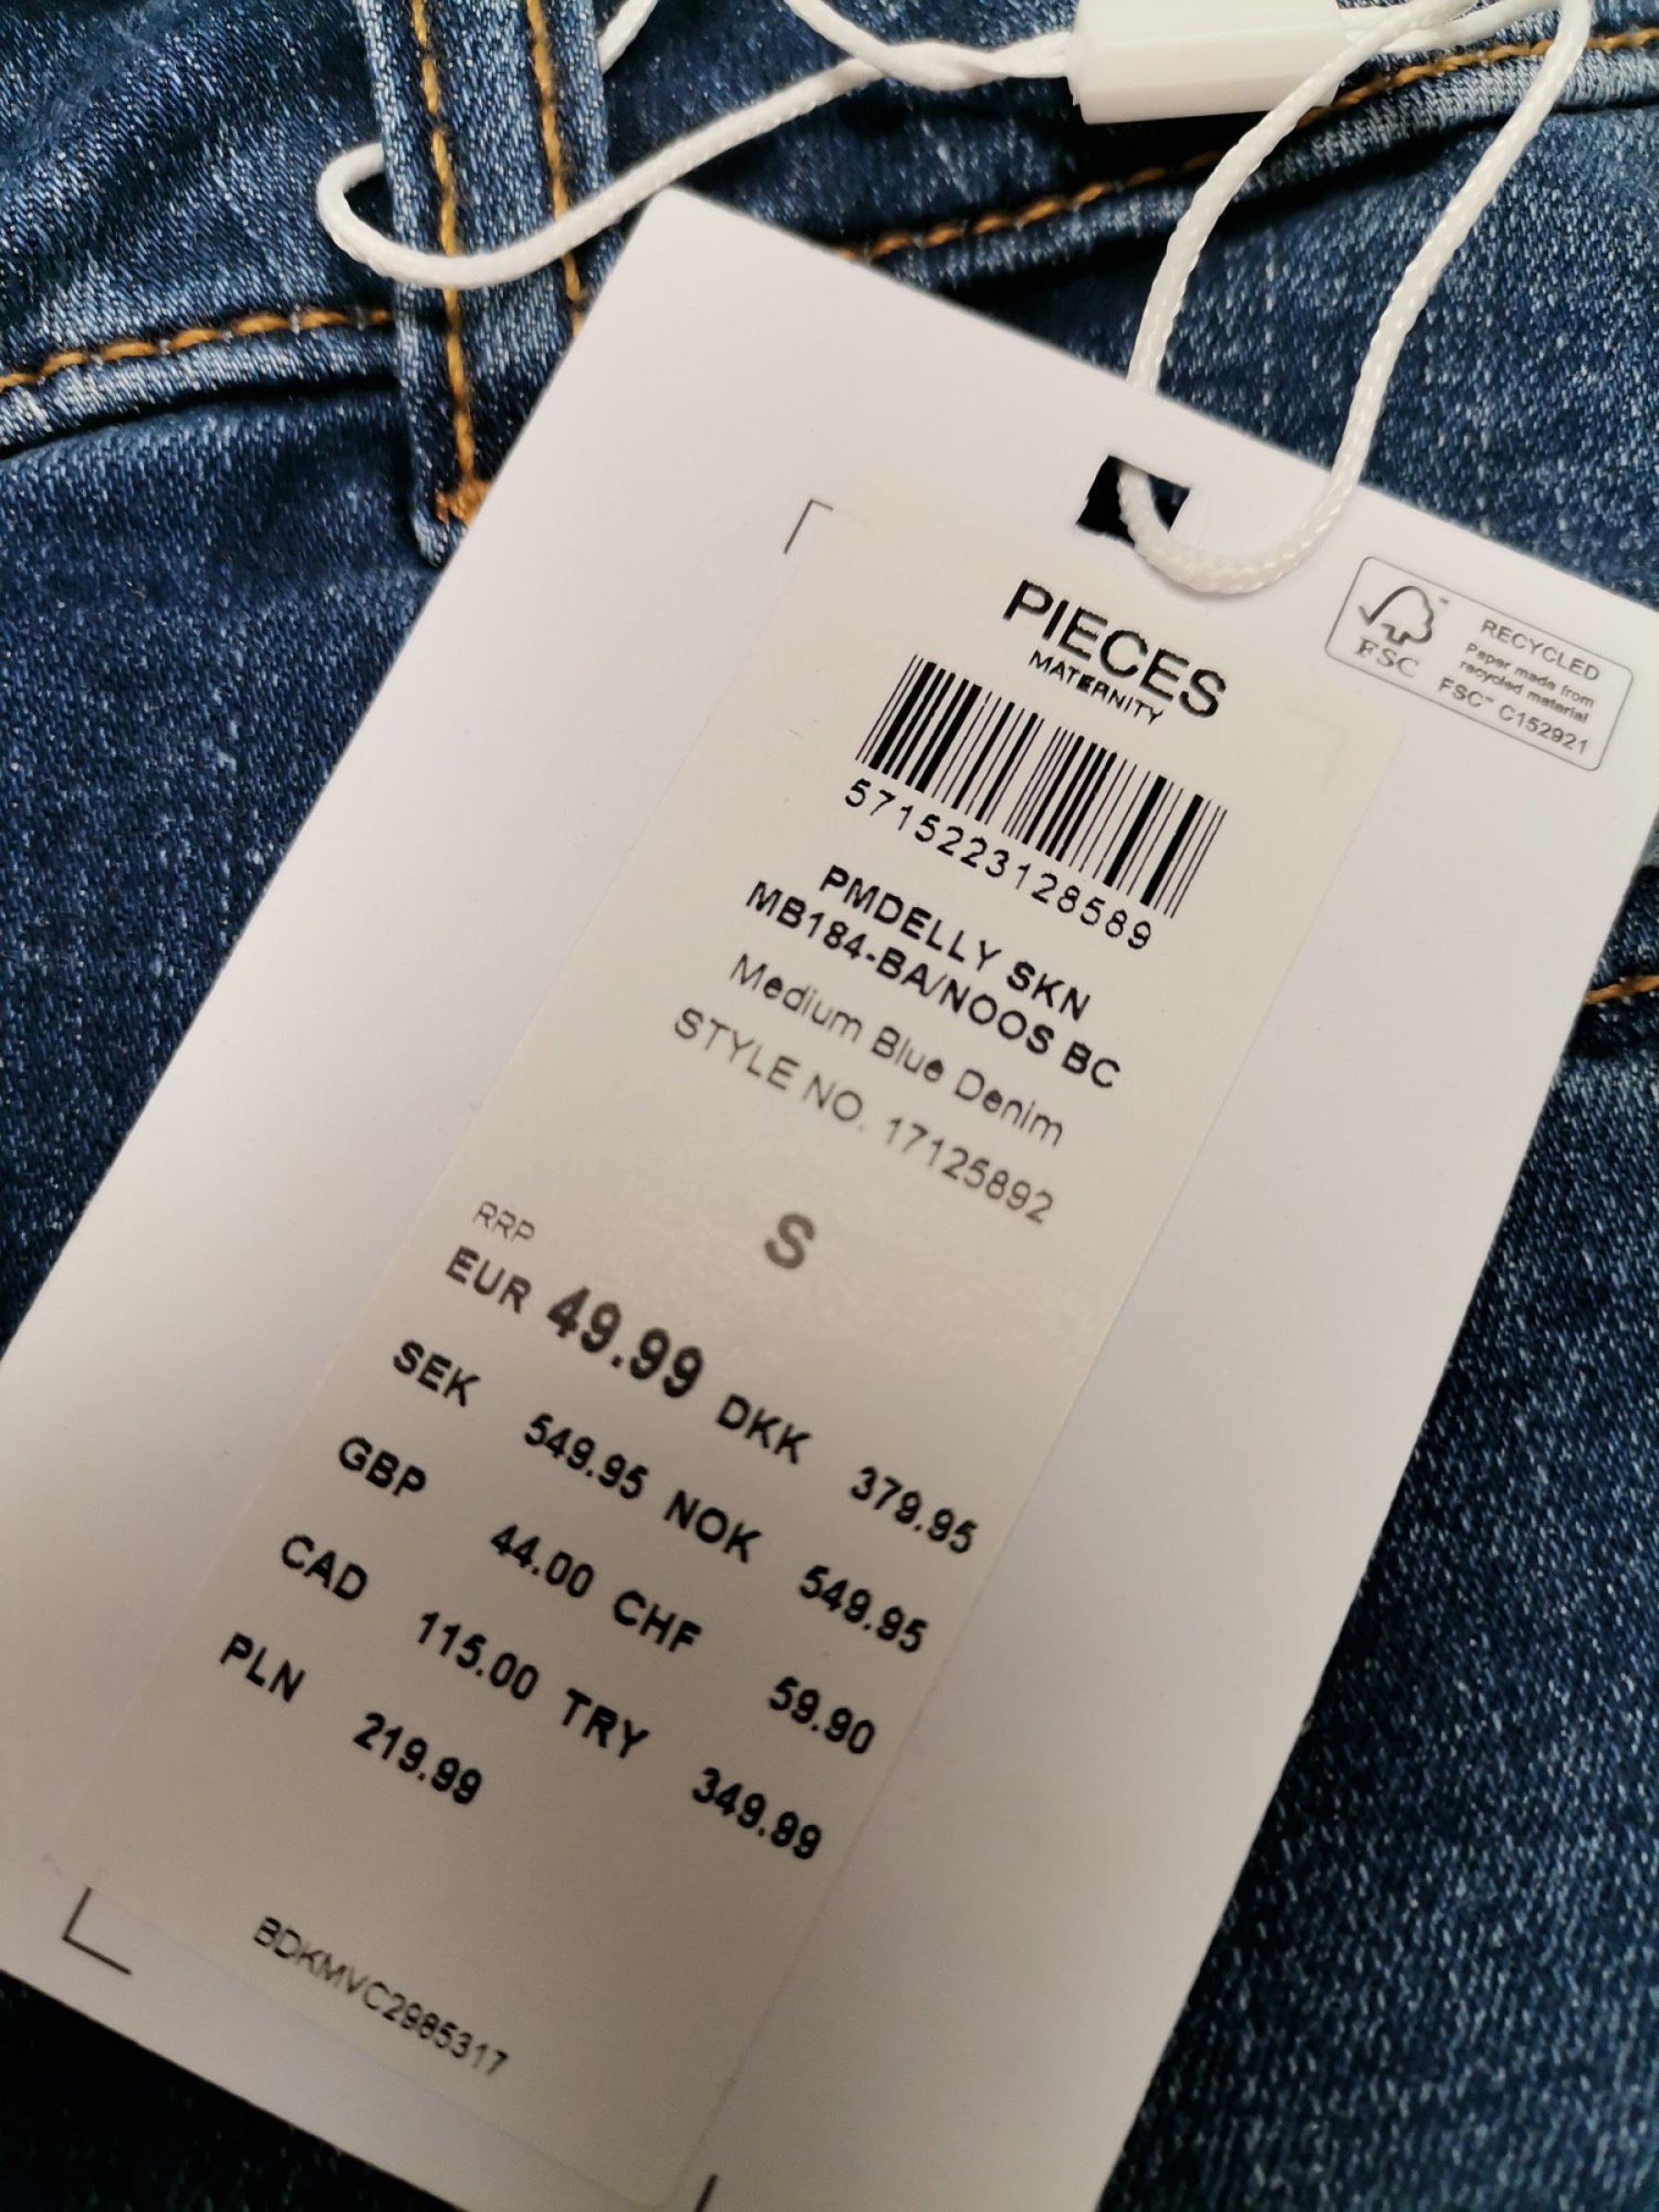 PIECES
MATERNITY
FSC
RECYCLED
Paper made from
recycled material
FSC™ C152921
5715223128589
PMDELLY SKN
MB184-BA/NOOS BC
Medium Blue Denim
STYLE NO. 17125892
S
RRP
EUR 49.99 DKK 379.95
SEK 549.95 NOK 549.95
GBP 44.00 CHF 59.90
CAD 115.00 TRY 349.99
PLN 219.99
BDKMVC2985317